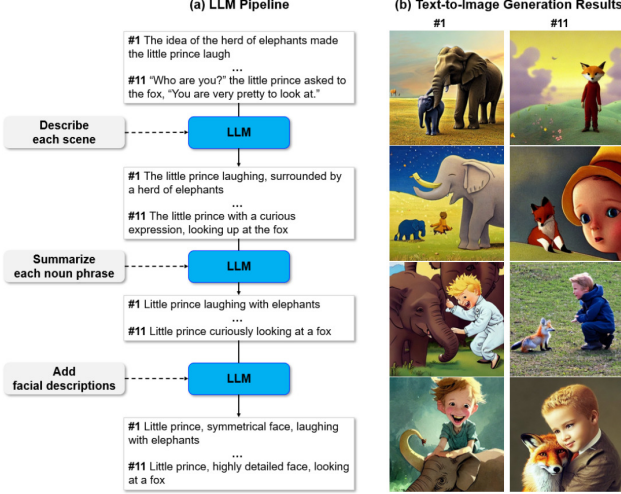 (a) LLM Pipeline
#1 The idea of the herd of elephants made
the little prince laugh
...
#11 "Who are you?" the little prince asked to
the fox, "You are very pretty to look at."
Describe
each scene
LLM
#1 The little prince laughing, surrounded by
a herd of elephants
...
#11 The little prince with a curious
expression, looking up at the fox
Summarize
each noun phrase
LLM
#1 Little prince laughing with elephants
...
#11 Little prince curiously looking at a fox
Add
facial descriptions
LLM
#1 Little prince, symmetrical face, laughing
with elephants
...
#11 Little prince, highly detailed face, looking
at a fox
(b) Text-to-Image Generation Results
#1 #11